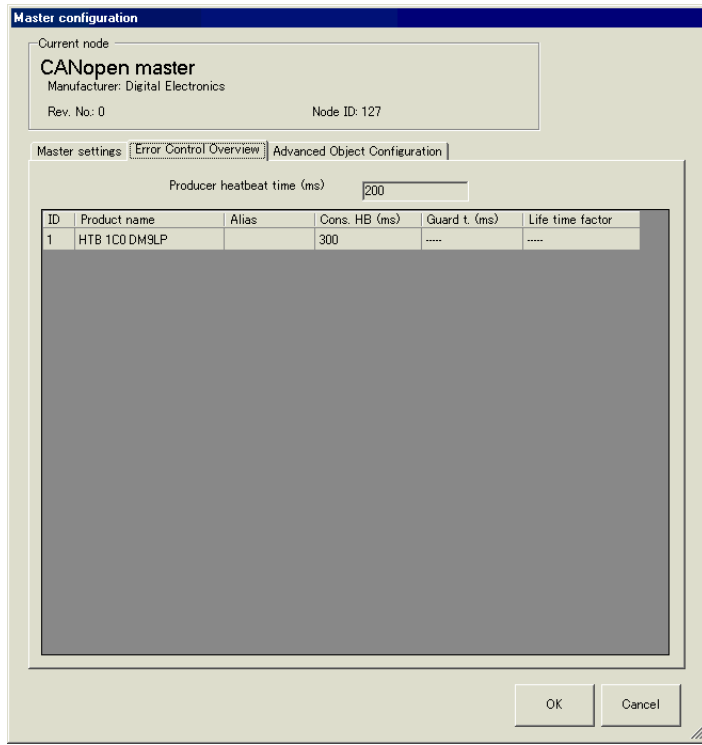 Master configuration
Current node
CANopen master
Manufacturer: Digital Electronics
Rev. No.: 0 Node ID: 127
Master settings Error Control Overview Advanced Object Configuration
Producer heatbeat time (ms) 200
ID Product name Alias Cons. HB (ms) Guard t. (ms) Life time factor
1 HTB 1C0 DM9LP 300 ----- -----
OK Cancel